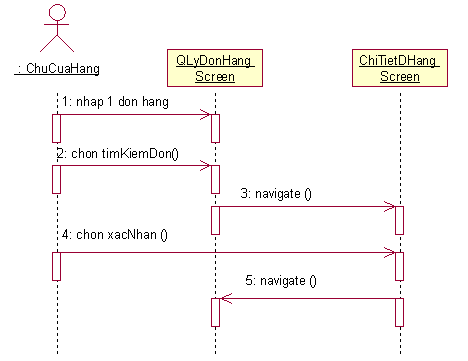 : ChuCuaHang
QLyDonHang
Screen
ChiTietDHang
Screen
1: nhap 1 don hang
2: chon timKiemDon()
3: navigate ()
4: chon xacNhan ()
5: navigate ()